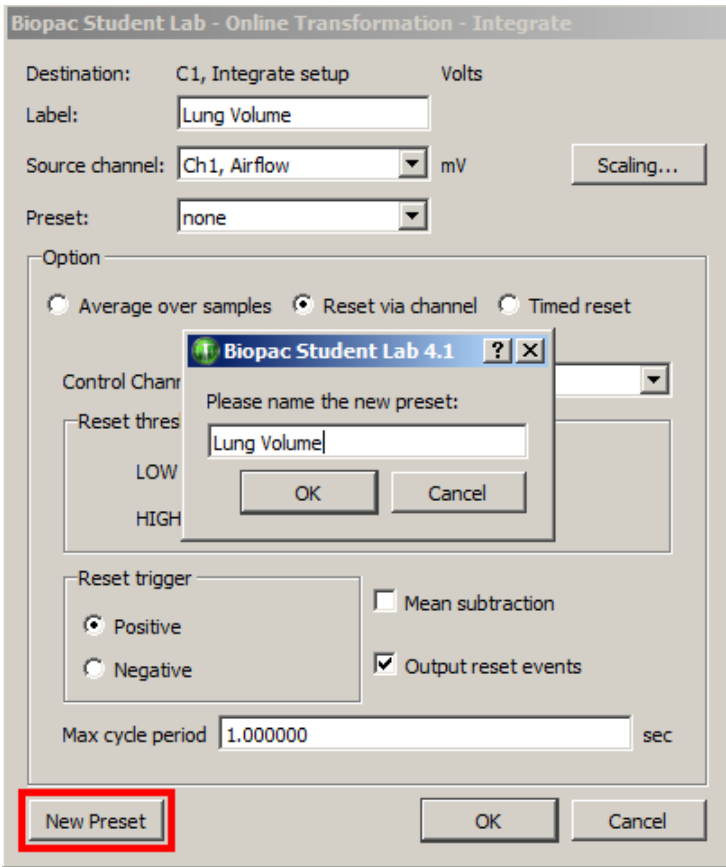 Biopac Student Lab - Online Transformation - Integrate
Destination: C1, Integrate setup Volts
Label: Lung Volume
Source channel: Ch1, Airflow mV Scaling...
Preset: none
Option
Average over samples Reset via channel Timed reset
Biopac Student Lab 4.1
Control Chann
Please name the new preset:
Reset thres
Lung Volume
LOW
OK Cancel
HIGH
Reset trigger
Mean subtraction
Positive
Output reset events
Negative
Max cycle period 1.000000 sec
New Preset OK Cancel